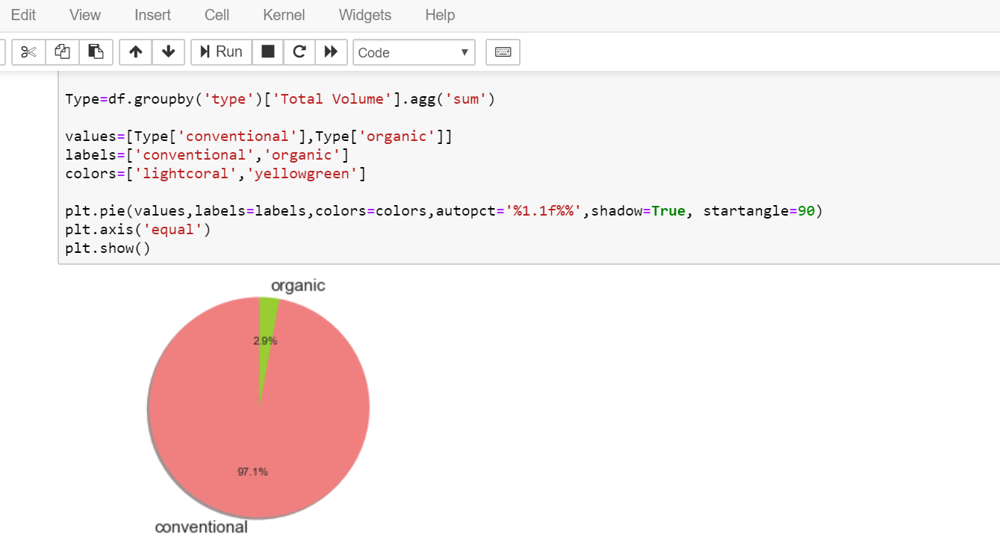 Edit View Insert Cell Kernel Widgets Help
Run Code
Type=df.groupby('type')['Total Volume'].agg('sum')
values=[Type['conventional'],Type['organic']]
labels=['conventional','organic']
colors=['lightcoral','yellowgreen']
plt.pie(values,labels=labels,colors=colors,autopct='%1.1f%%',shadow=True, startangle=90)
plt.axis('equal')
plt.show()
organic
2.9%
97.1%
conventional